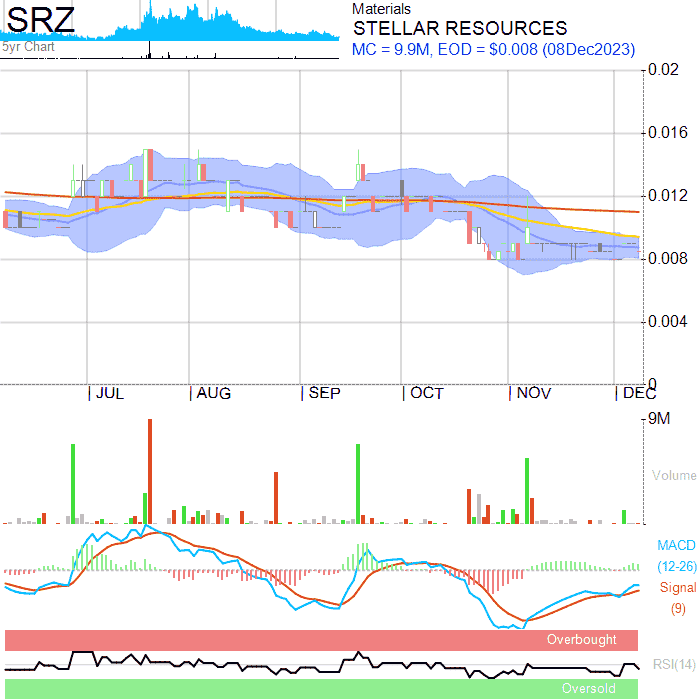 SRZ
5yr Chart
Materials
STELLAR RESOURCES
MC = 9.9M, EOD = $0.008 (08Dec2023)
0.02
0.016
0.012
0.008
0.004
0
JUL AUG SEP OCT NOV DEC
9M
Volume
MACD
(12-26)
Signal
(9)
Overbought
RSI(14)
Oversold